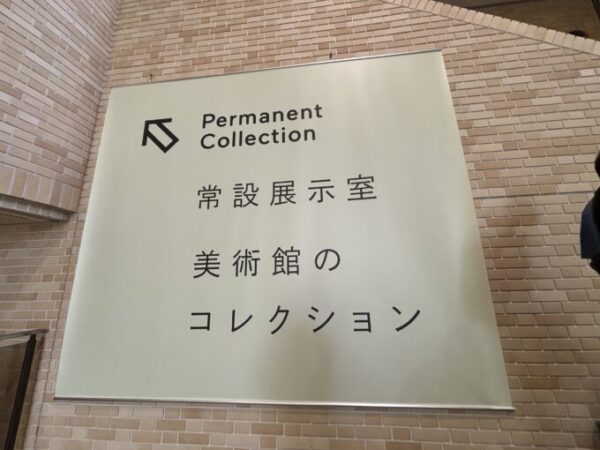 Permanent
Collection
常設展示室
美術館の
コレクション